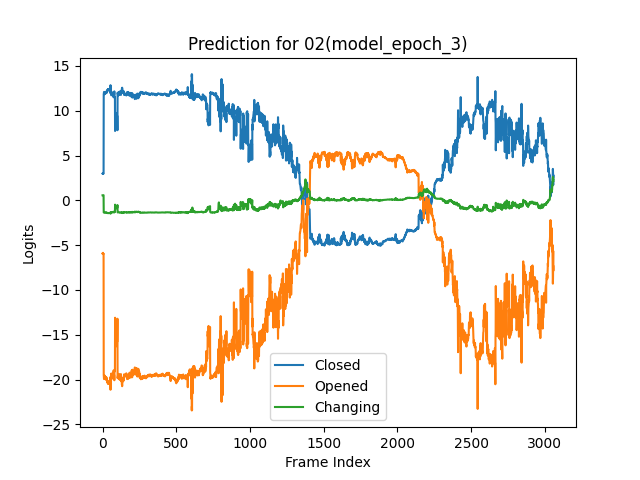 Prediction for 02(model_epoch_3)
15
10
5
0
−5
−10
−15
−20
−25
Logits
Closed
Opened
Changing
0
500
1000
1500
2000
2500
3000
Frame Index